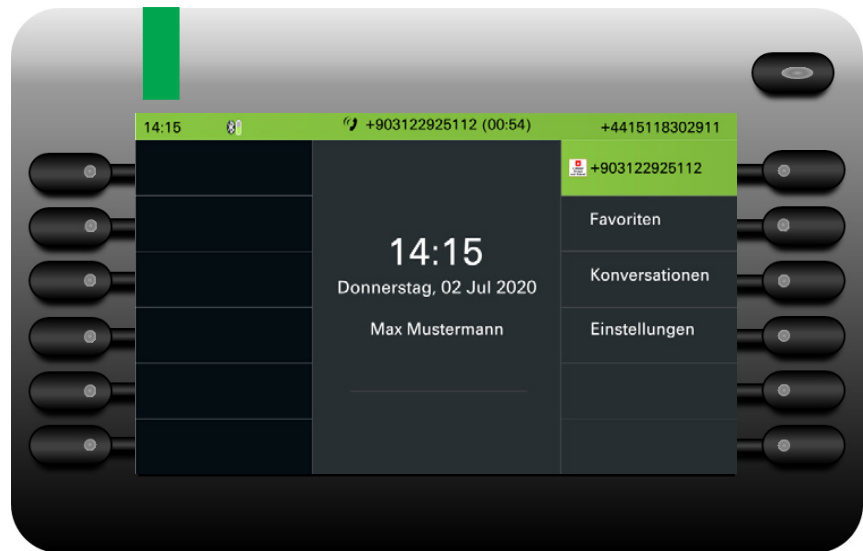 14:15
+903122925112 (00:54)
+4415118302911
+903122925112
Favoriten
Konversationen
Einstellungen
14:15
Donnerstag, 02 Jul 2020
Max Mustermann